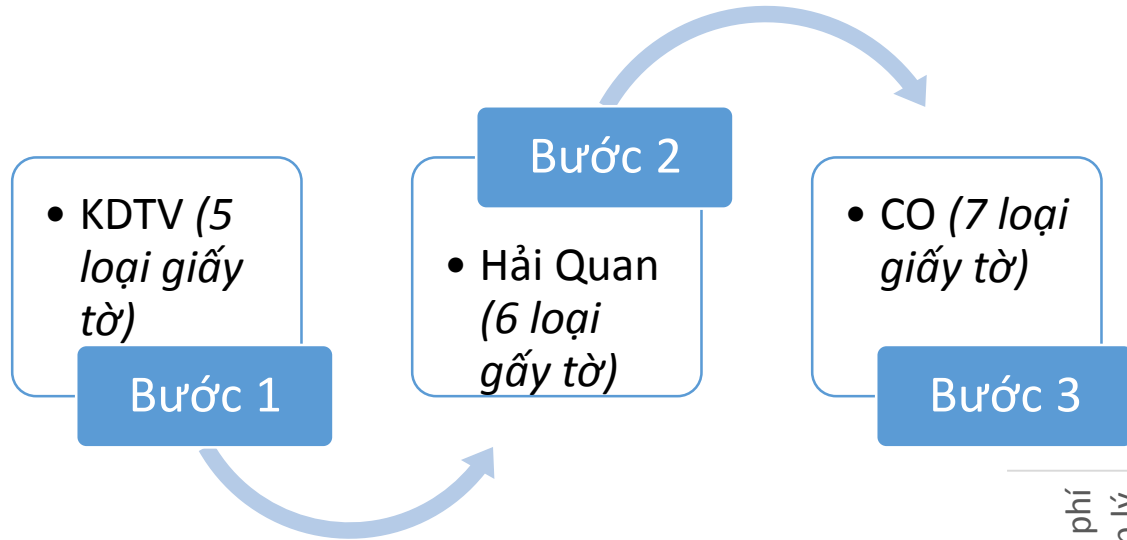 • KDTV (5
loại giấy
tờ)
Bước 1
Bước 2
• Hải Quan
(6 loại
gấy tờ)
• CO (7 loại
giấy tờ)
Bước 3
phí
lý